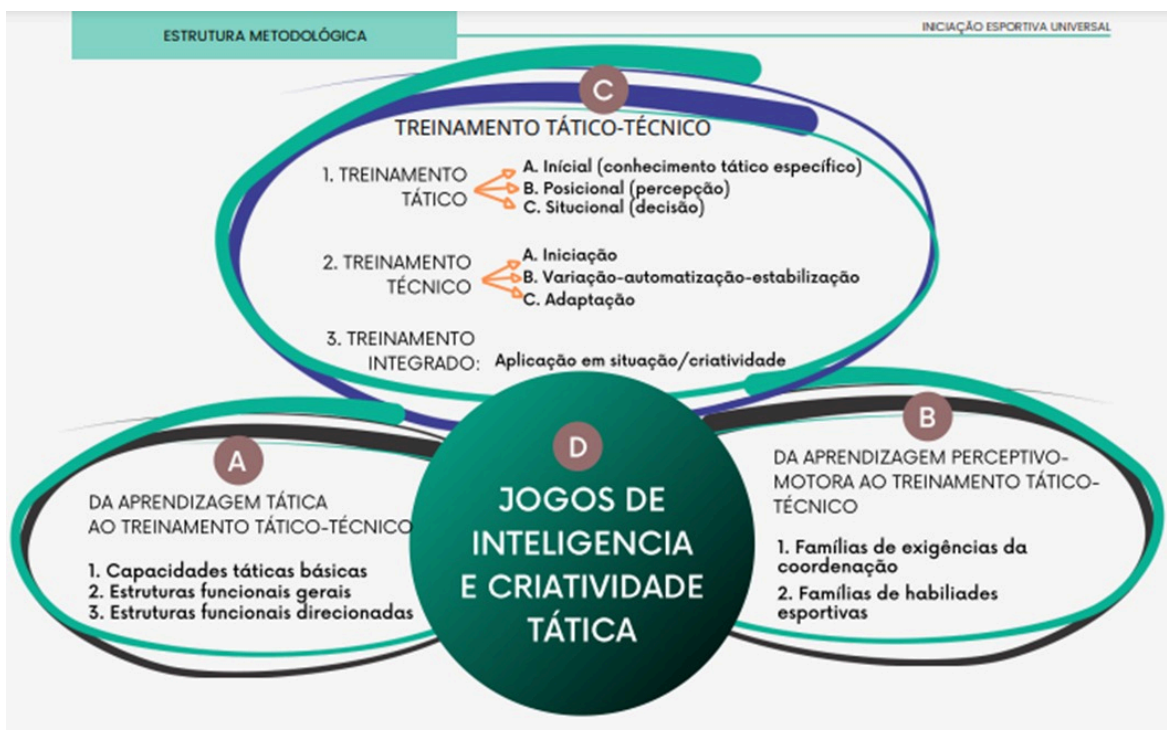 ESTRUTURA METODOLÓGICA
INICIAÇÃO ESPORTIVA UNIVERSAL
C
TREINAMENTO TÁTICO-TÉCNICO
1. TREINAMENTO
TÁTICO
A. Inícial (conhecimento tático específico)
B. Posicional (percepção)
C. Situcional (decisão)
2. TREINAMENTO
TÉCNICO
A. Iniciação
B. Variação-automatização-estabilização
C. Adaptação
3. TREINAMENTO
INTEGRADO:
Aplicação em situação/criatividade
A
DA APRENDIZAGEM TÁTICA
AO TREINAMENTO TÁTICO-TÉCNICO
1. Capacidades táticas básicas
2. Estruturas funcionais gerais
3. Estruturas funcionais direcionadas
D
JOGOS DE
INTELIGENCIA
E CRIATIVIDADE
TÁTICA
B
DA APRENDIZAGEM PERCEPTIVO-
MOTORA AO TREINAMENTO TÁTICO-
TÉCNICO
1. Famílias de exigências da
coordenação
2. Famílias de habiliades
esportivas